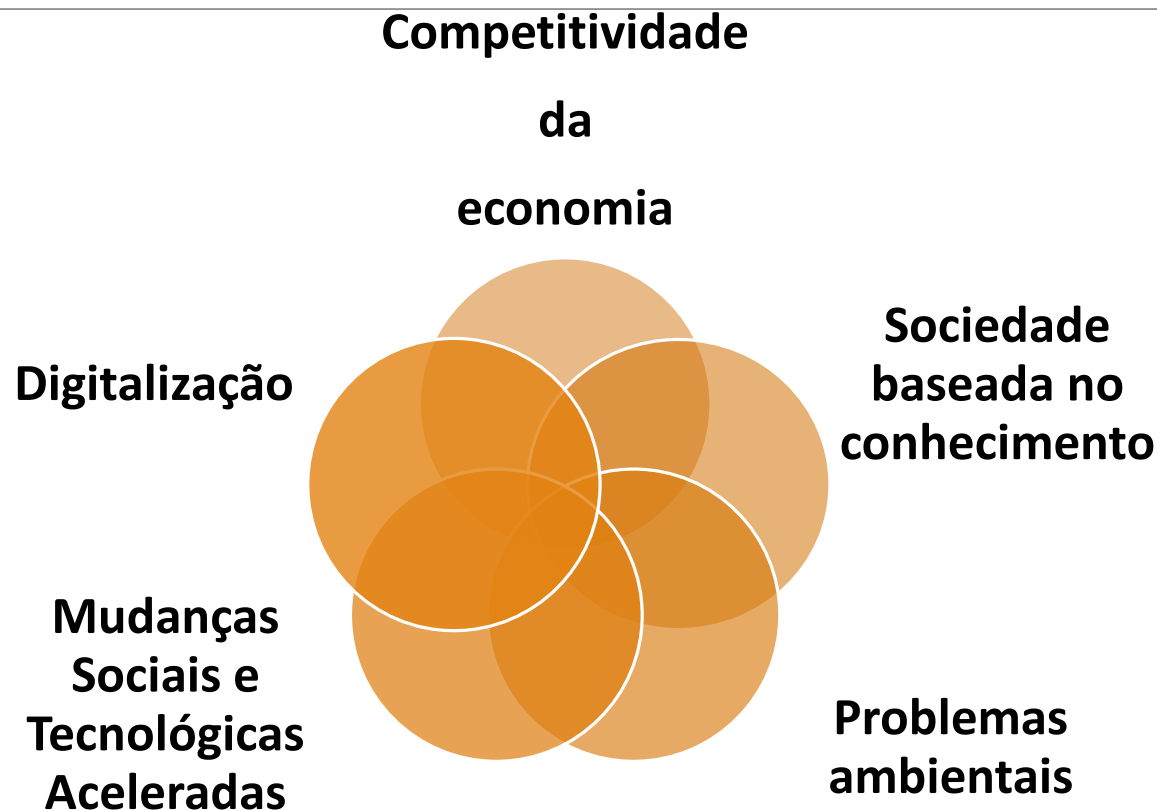 Competitividade
da
economia
Sociedade
baseada no
conhecimento
Digitalização
Mudanças
Sociais e
Tecnológicas
Aceleradas
Problemas
ambientais